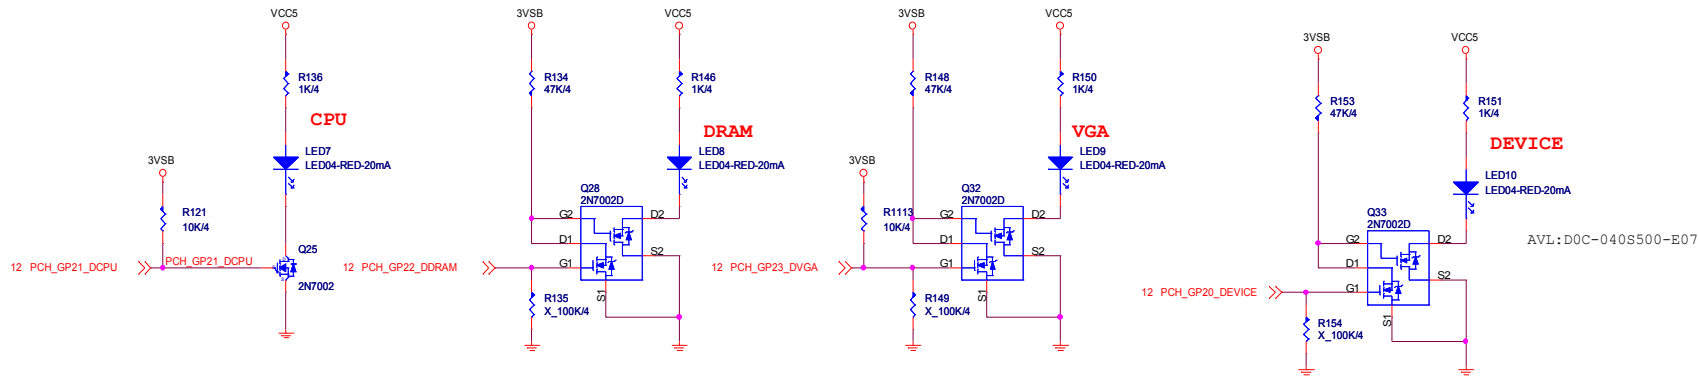 VCC5
R136
1K/4
CPU
LED7
LED04-RED-20mA
3VSB
R121
10K/4
Q25
2N7002
12 PCH_GP21_DCPU
PCH_GP21_DCPU
3VSB
VCC5
R134
47K/4
R146
1K/4
DRAM
LED8
LED04-RED-20mA
Q28
2N7002D
G2
D2
D1
S2
G1
S1
12 PCH_GP22_DDRAM
R135
X_100K/4
3VSB
VCC5
R148
47K/4
R150
1K/4
VGA
LED9
LED04-RED-20mA
3VSB
R1113
10K/4
Q32
2N7002D
G2
D2
D1
S2
G1
S1
12 PCH_GP23_DVGA
R149
X_100K/4
3VSB
VCC5
R153
47K/4
R151
1K/4
DEVICE
LED10
LED04-RED-20mA
Q33
2N7002D
G2
D2
D1
S2
G1
S1
12 PCH_GP20_DEVICE
R154
X_100K/4
AVL:D0C-040S500-E07